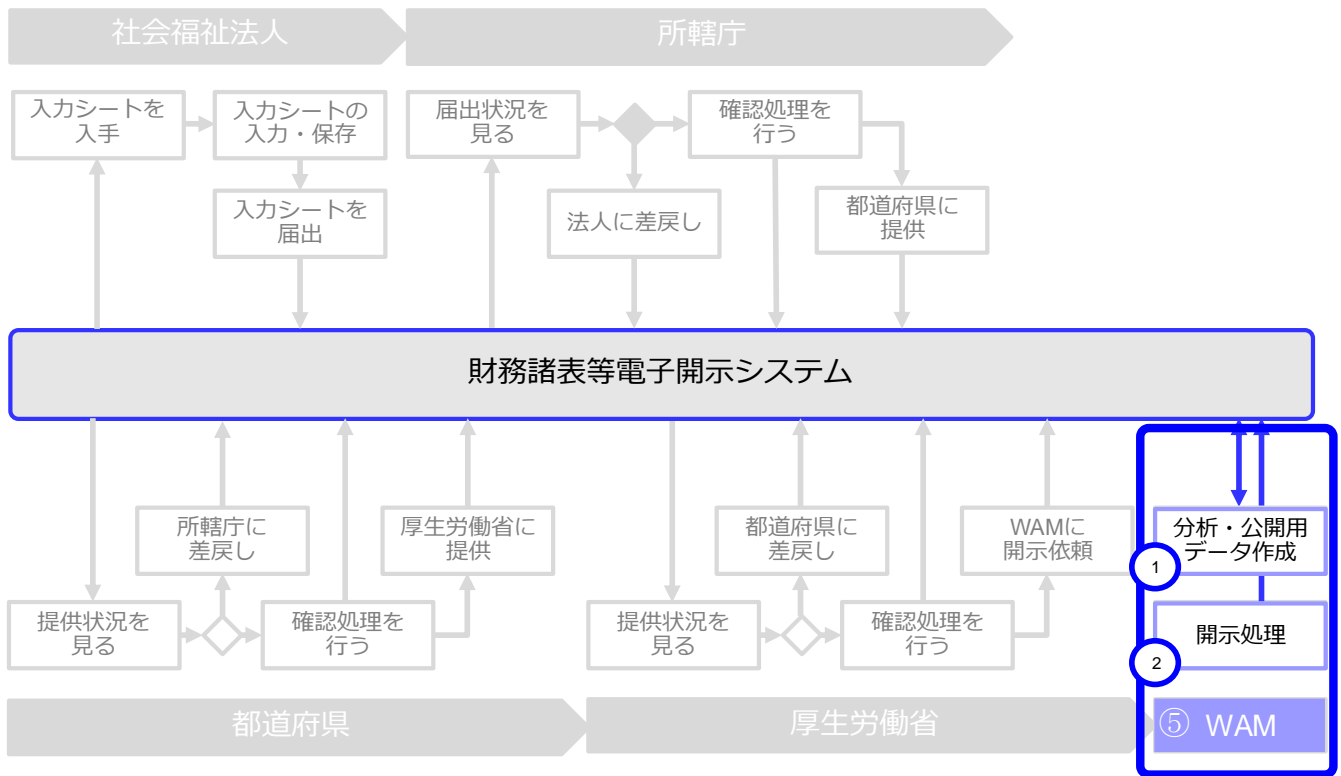 社会福祉法人
所轄庁
入力シートを
入手
入力シートの
入力・保存
入力シートを
届出
届出状況を
見る
法人に差戻し
確認処理を
行う
都道府県に
提供
財務諸表等電子開示システム
提供状況を
見る
所轄庁に
差戻し
確認処理を
行う
厚生労働省に
提供
提供状況を
見る
都道府県に
差戻し
確認処理を
行う
WAMに
開示依頼
分析・公開用
データ作成
1
開示処理
2
都道府県
厚生労働省
⑤ WAM